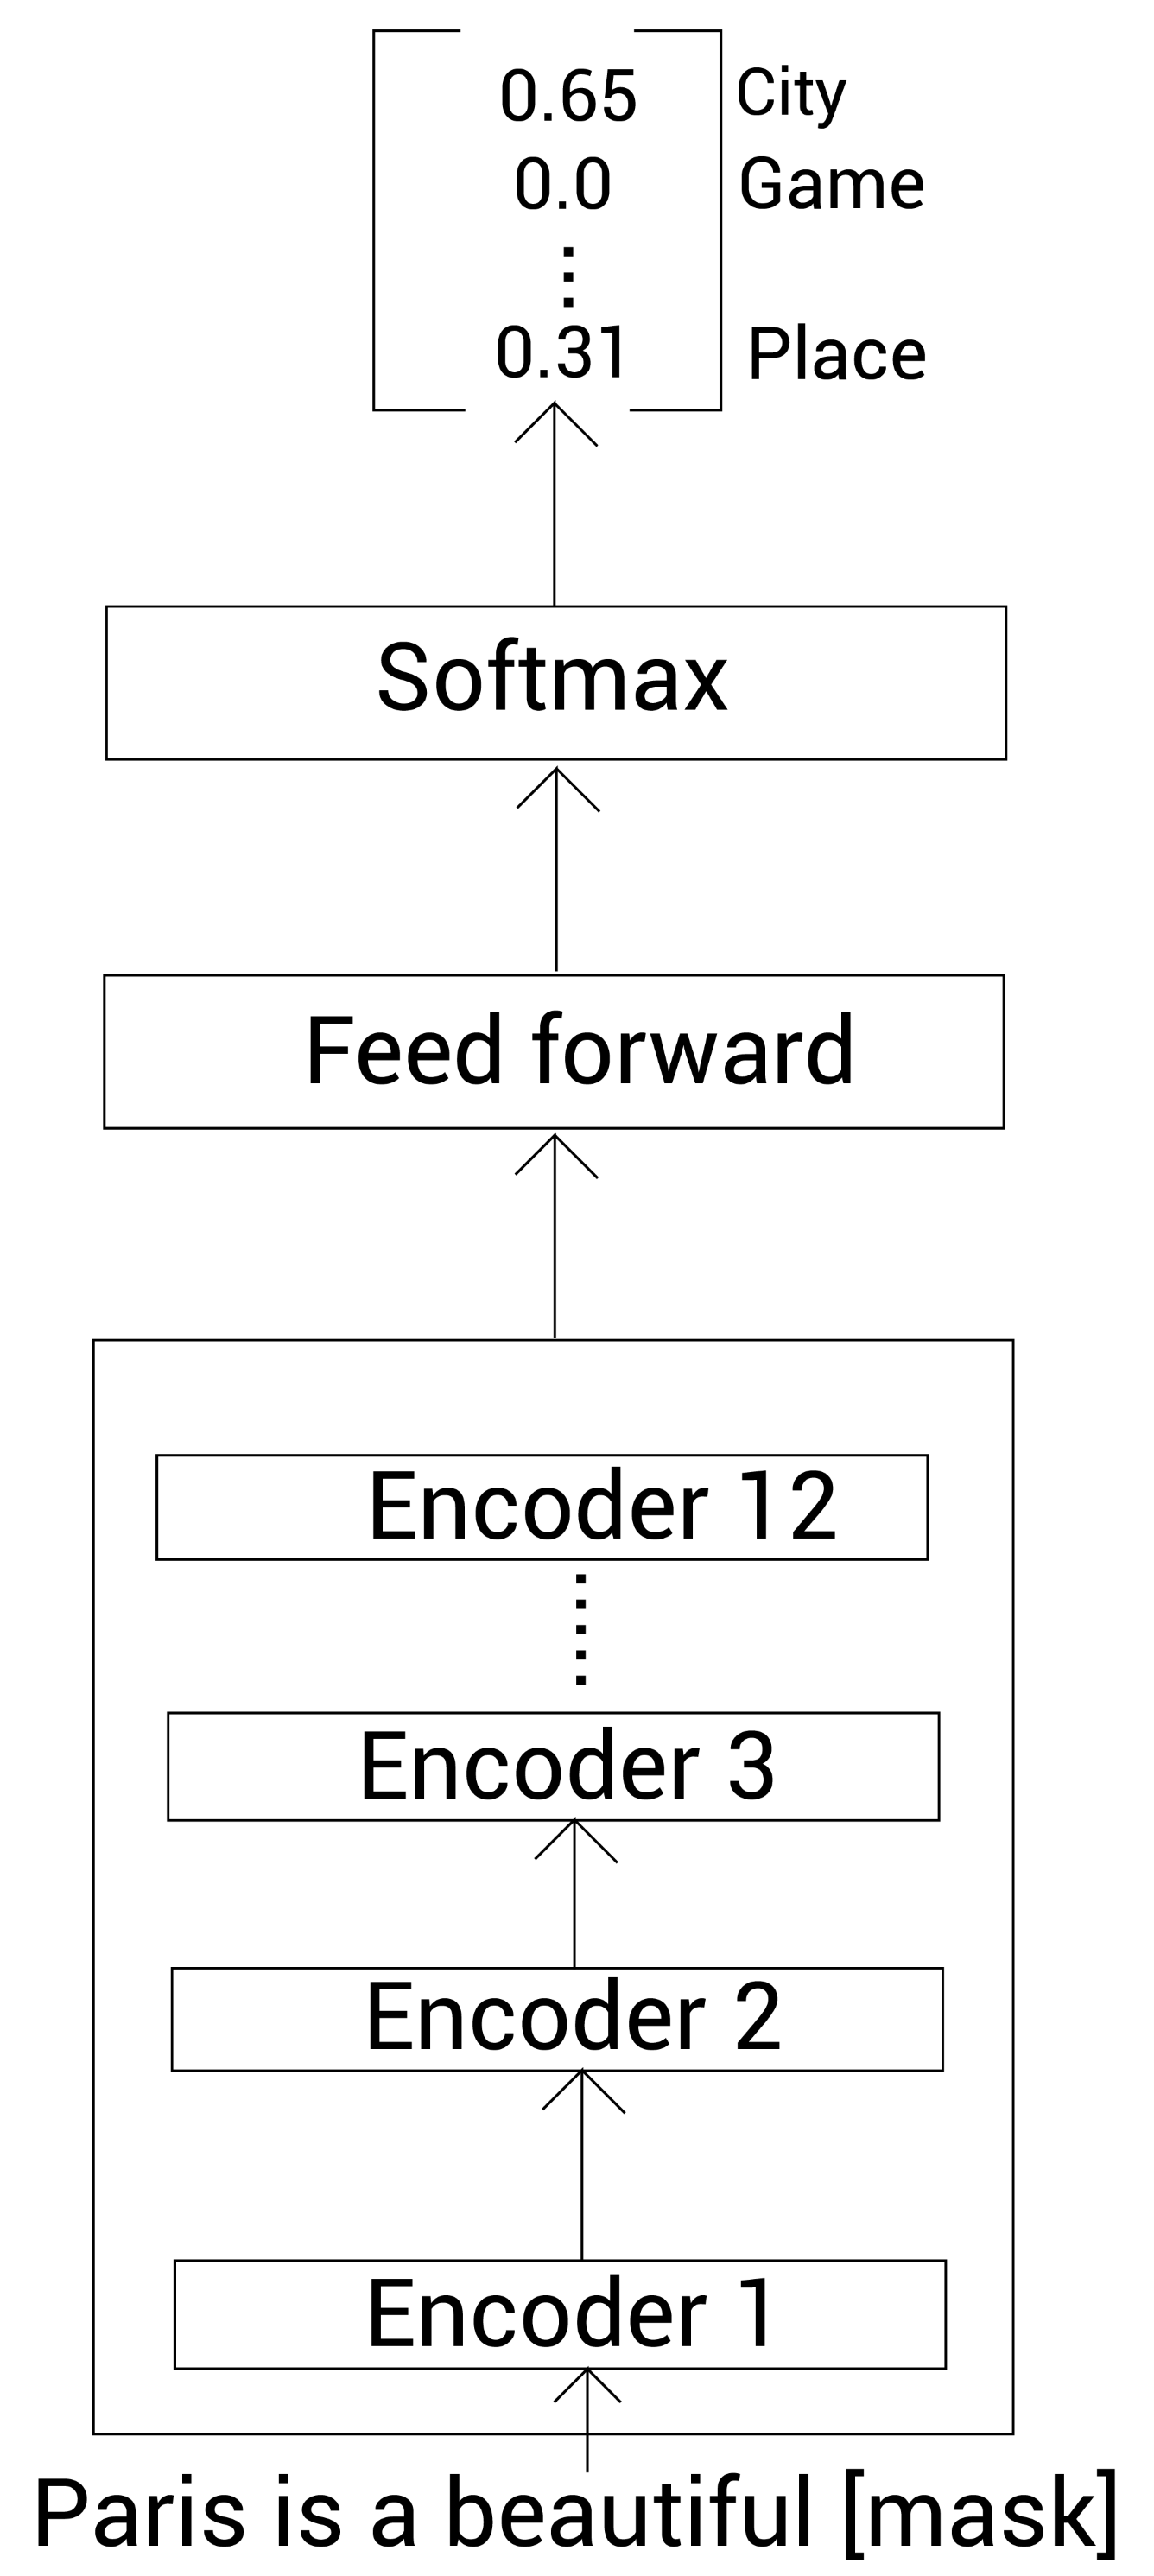 0.65 City
0.0 Game
0.31 Place
Softmax
Feed forward
Encoder 12
Encoder 3
Encoder 2
Encoder 1
Paris is a beautiful [mask]